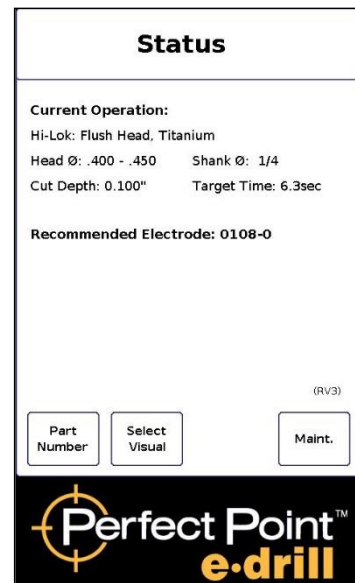 Status
Current Operation:
Hi-Lok: Flush Head, Titanium
Head Ø: .400 - .450 Shank Ø: 1/4
Cut Depth: 0.100" Target Time: 6.3sec
Recommended Electrode: 0108-0
(RV3)
Part Number
Select Visual
Maint.
Perfect Point™
e•drill